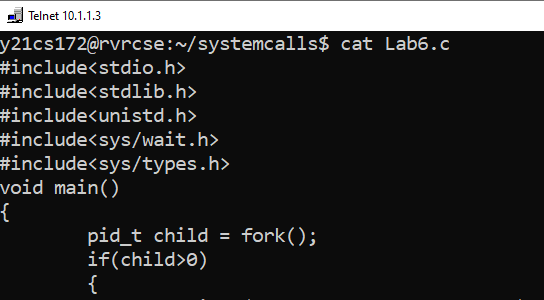 Telnet 10.1.1.3
y21cs172@rvrcse:~/systemcalls$ cat Lab6.c
#include<stdio.h>
#include<stdlib.h>
#include<unistd.h>
#include<sys/wait.h>
#include<sys/types.h>
void main()
{
        pid_t child = fork();
        if(child>0)
        {